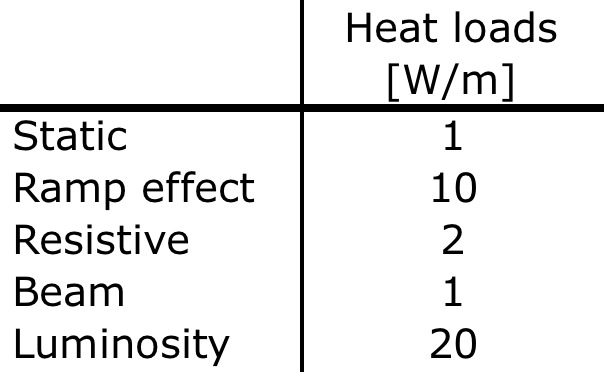 Heat loads
[W/m]
Static 1
Ramp effect 10
Resistive 2
Beam 1
Luminosity 20